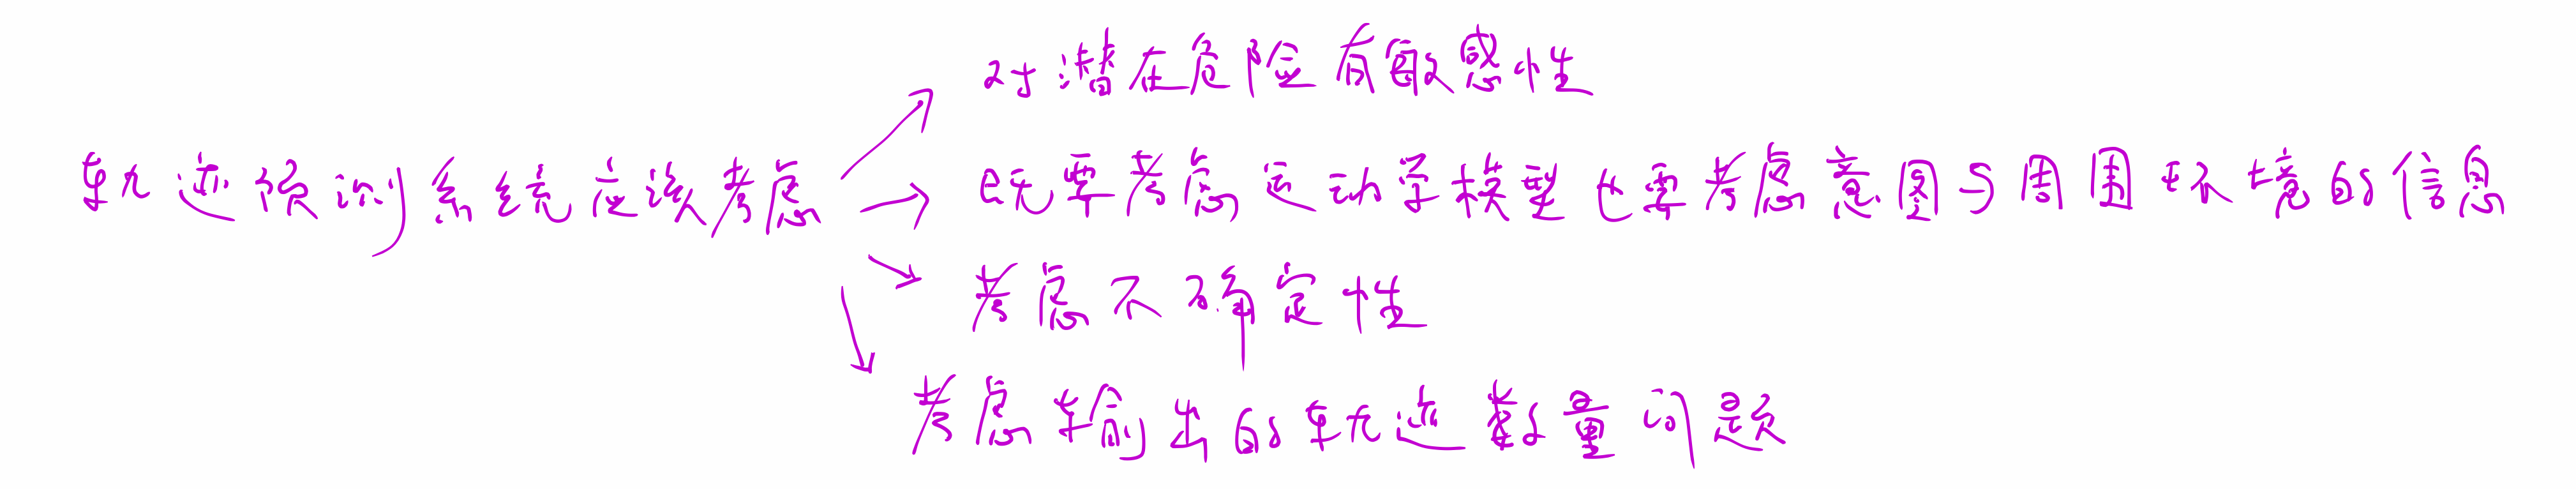 对潜在危险有敏感性
轨迹预测系统应该考虑
既要考虑运动学模型也要考虑意图与周围环境的信息
考虑不确定性
考虑输出的轨迹数量问题